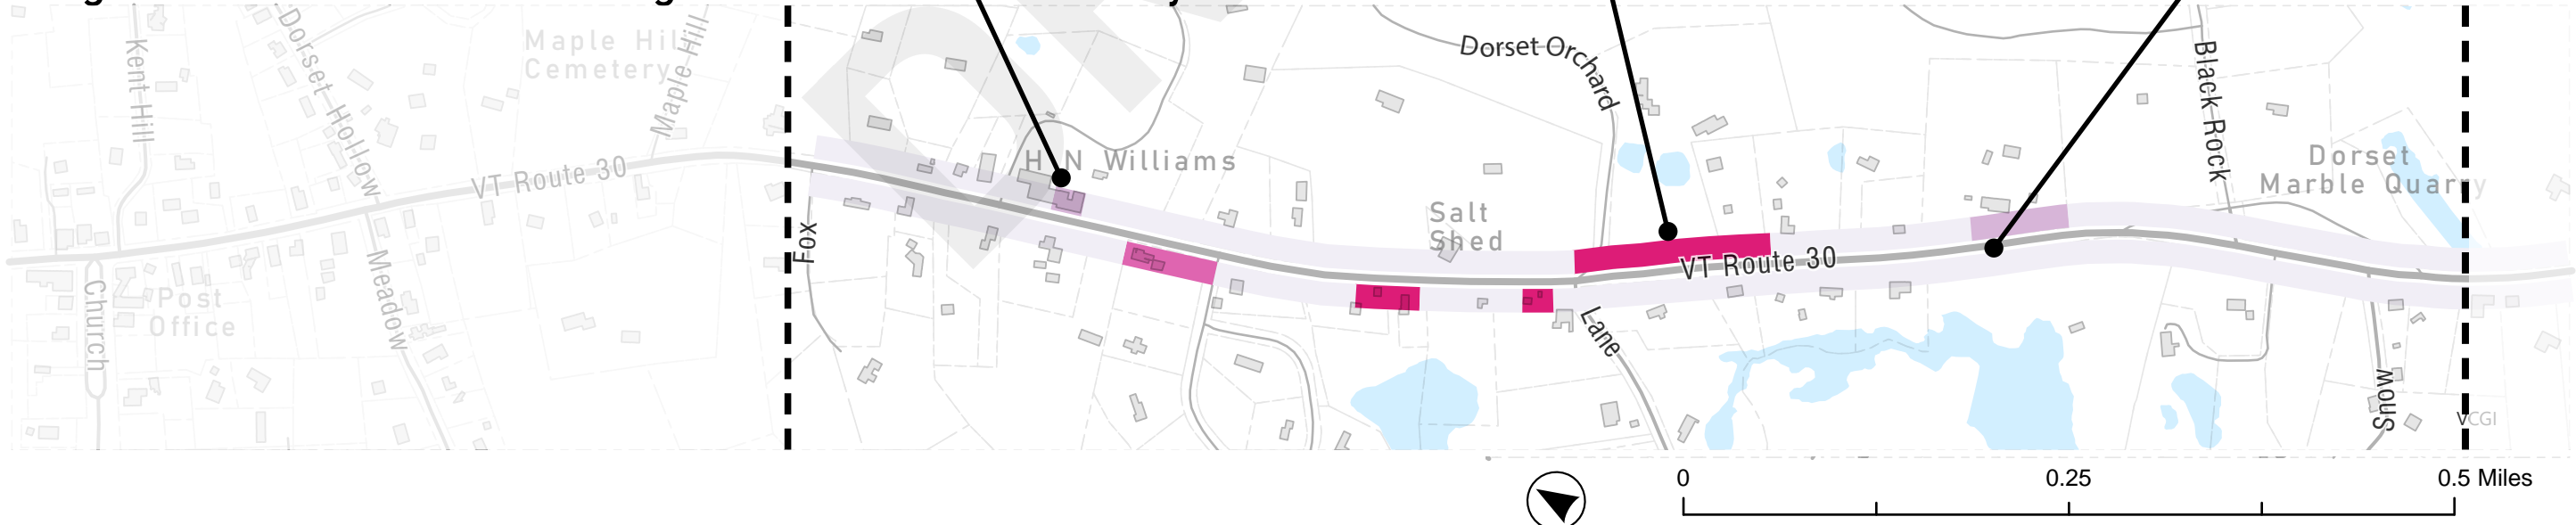 Kent Hill
Dorset Hollow
Maple Hill
Cemetery
Maple Hill
VT Route 30
Meadow
Church
Post
Office
Fox
H N Williams
Dorset Orchard
Salt
Shed
VT Route 30
Lane
Black Rock
Dorset
Marble Quarry
Snow
VCGI
0
0.25
0.5 Miles